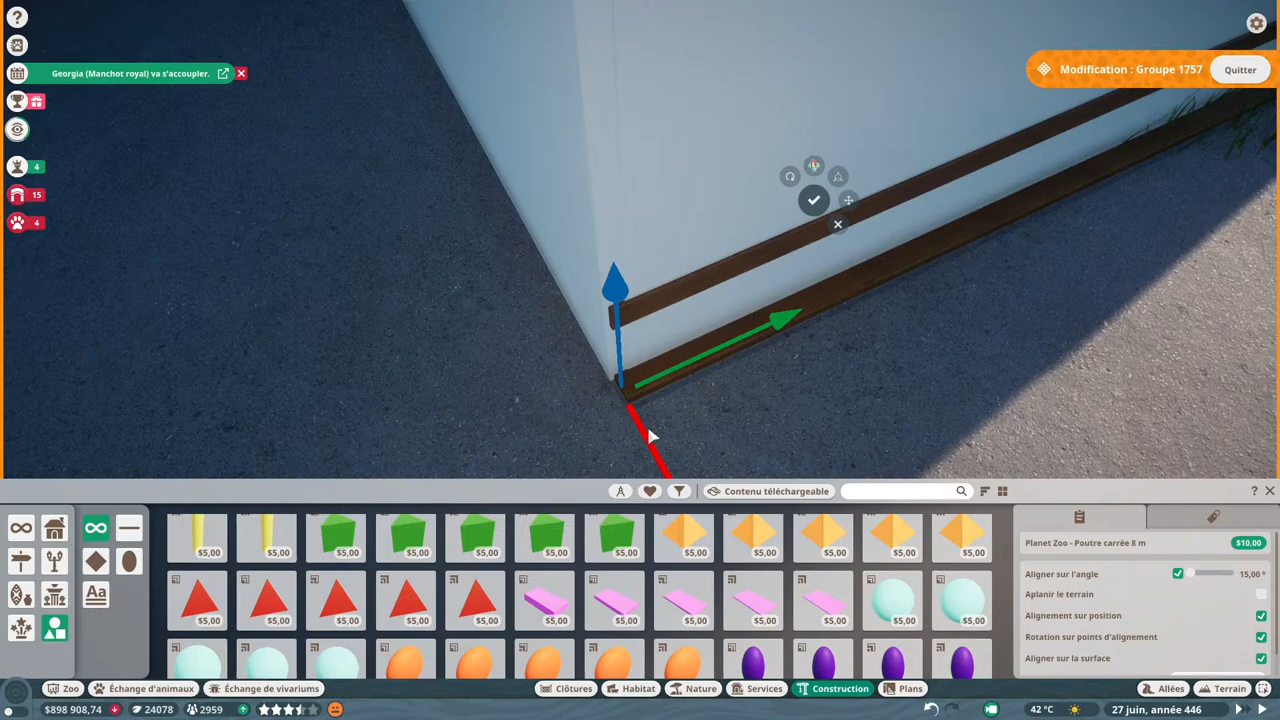 ?
Georgia (Manchot royal) va s'accoupler.
Modification : Groupe 1757
Quitter
4
15
4
Contenu téléchargeable
?
$5,00 $5,00 $5,00 $5,00 $5,00 $5,00 $5,00 $5,00 $5,00 $5,00 $5,00 $5,00
$5,00 $5,00 $5,00 $5,00 $5,00 $5,00 $5,00 $5,00 $5,00 $5,00 $5,00 $5,00
Aa
Planet Zoo - Poutre carrée 8 m
$10,00
Aligner sur l'angle
15,00 °
Aplanir le terrain
Alignement sur position
Rotation sur points d'alignement
Aligner sur la surface
Zoo
Échange d'animaux
Échange de vivariums
Clôtures
Habitat
Nature
Services
Construction
Plans
Allées
Terrain
$898 908,74
24078
2959
42 °C
27 juin, année 446